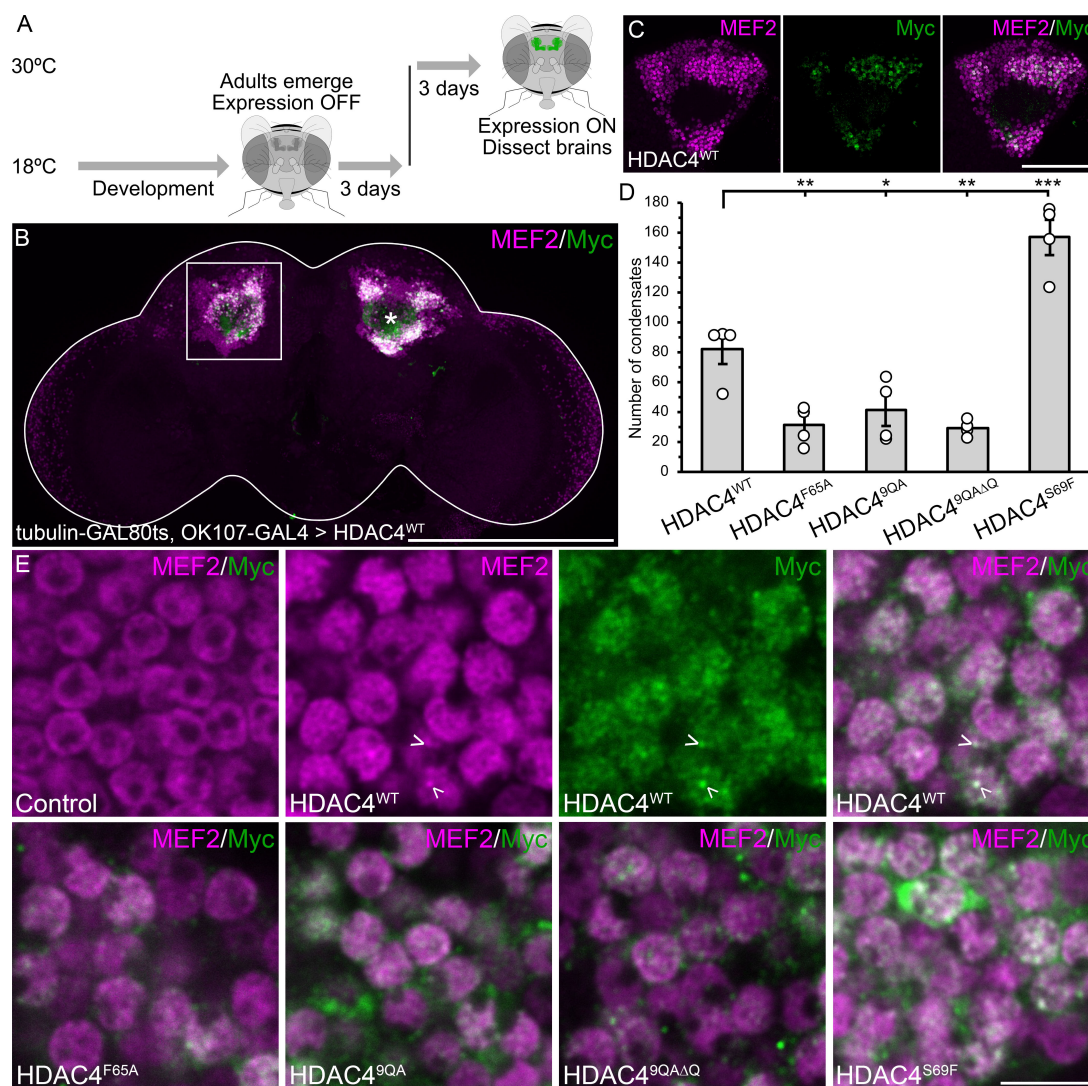 A
30ºC
18ºC
Development
Adults emerge
Expression OFF
3 days
3 days
Expression ON
Dissect brains
B
MEF2/Myc
*
tubulin-GAL80ts, OK107-GAL4 > HDAC4ᵂᵀ
C
MEF2
Myc
MEF2/Myc
HDAC4ᵂᵀ
D
** * ** ***
Number of condensates
180
160
140
120
100
80
60
40
20
0
HDAC4ᵂᵀ
HDAC4F65A
HDAC49QA
HDAC49QAΔQ
HDAC4S69F
E
MEF2/Myc
Control
MEF2
HDAC4ᵂᵀ
Myc
HDAC4ᵂᵀ
MEF2/Myc
HDAC4ᵂᵀ
MEF2/Myc
HDAC4F65A
MEF2/Myc
HDAC49QA
MEF2/Myc
HDAC49QAΔQ
MEF2/Myc
HDAC4S69F